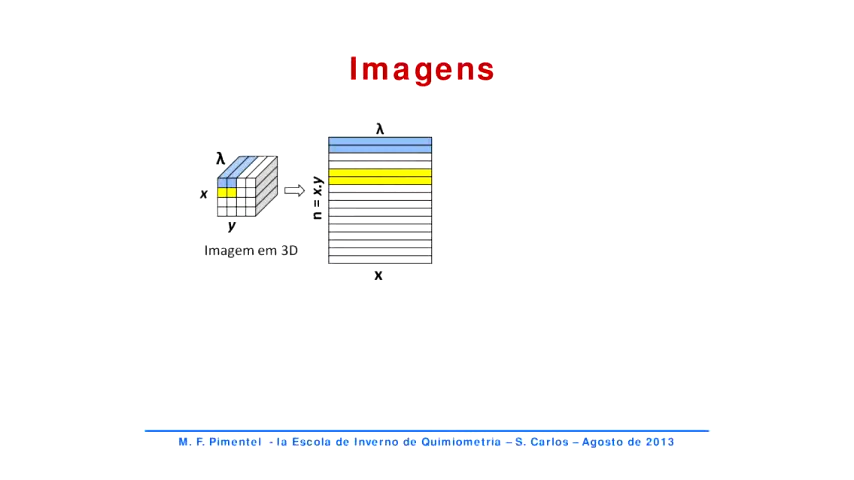 Imagens
λ
λ
x
n = x.y
y
Imagem em 3D
x
M. F. Pimentel - Ia Escola de Inverno de Quimiometria – S. Carlos – Agosto de 2013